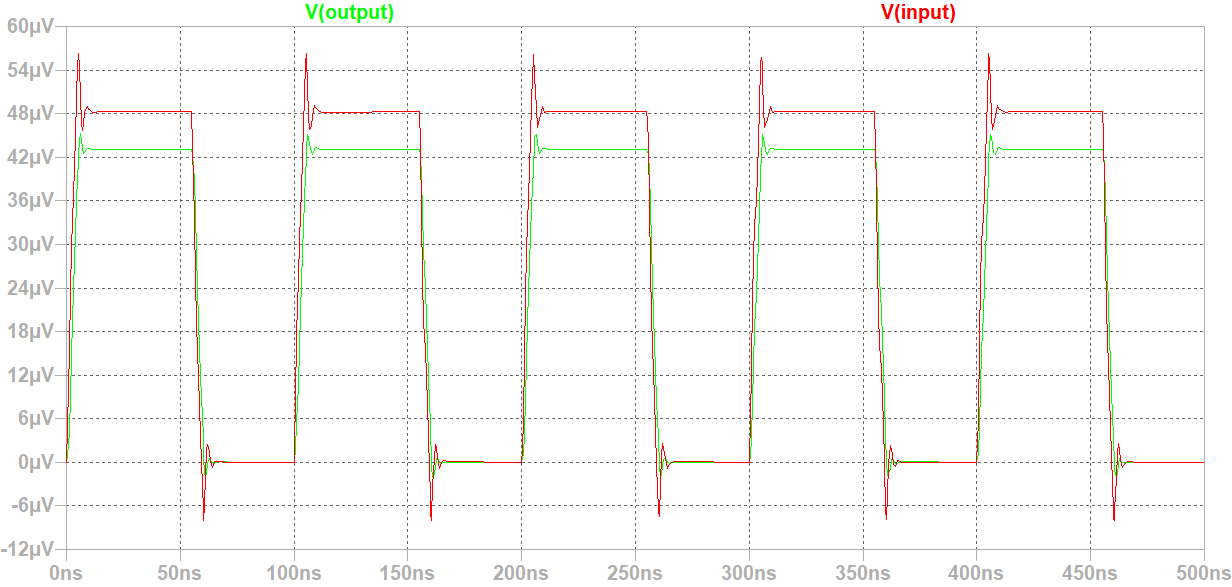 V(output) V(input)
60µV
54µV
48µV
42µV
36µV
30µV
24µV
18µV
12µV
6µV
0µV
-6µV
-12µV
0ns 50ns 100ns 150ns 200ns 250ns 300ns 350ns 400ns 450ns 500ns